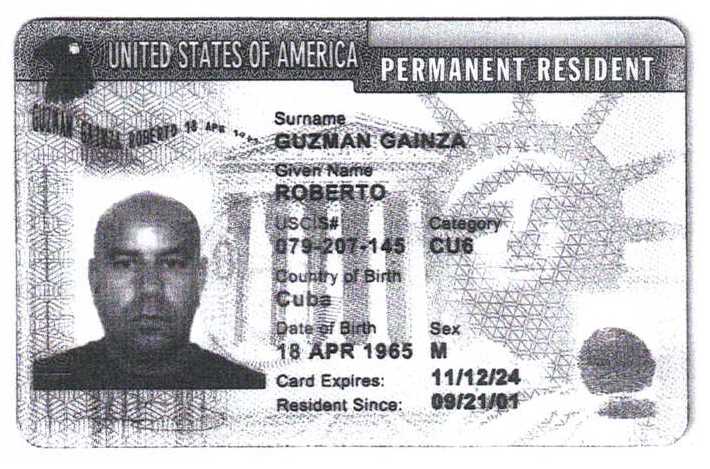 UNITED STATES OF AMERICA
PERMANENT RESIDENT
GUZMAN GAINZA ROBERTO 18 APR
Surname
GUZMAN GAINZA
Given Name
ROBERTO
USCIS# Category
079-207-145 CU6
Country of Birth
Cuba
Date of Birth Sex
18 APR 1965 M
Card Expires: 11/12/24
Resident Since: 09/21/01